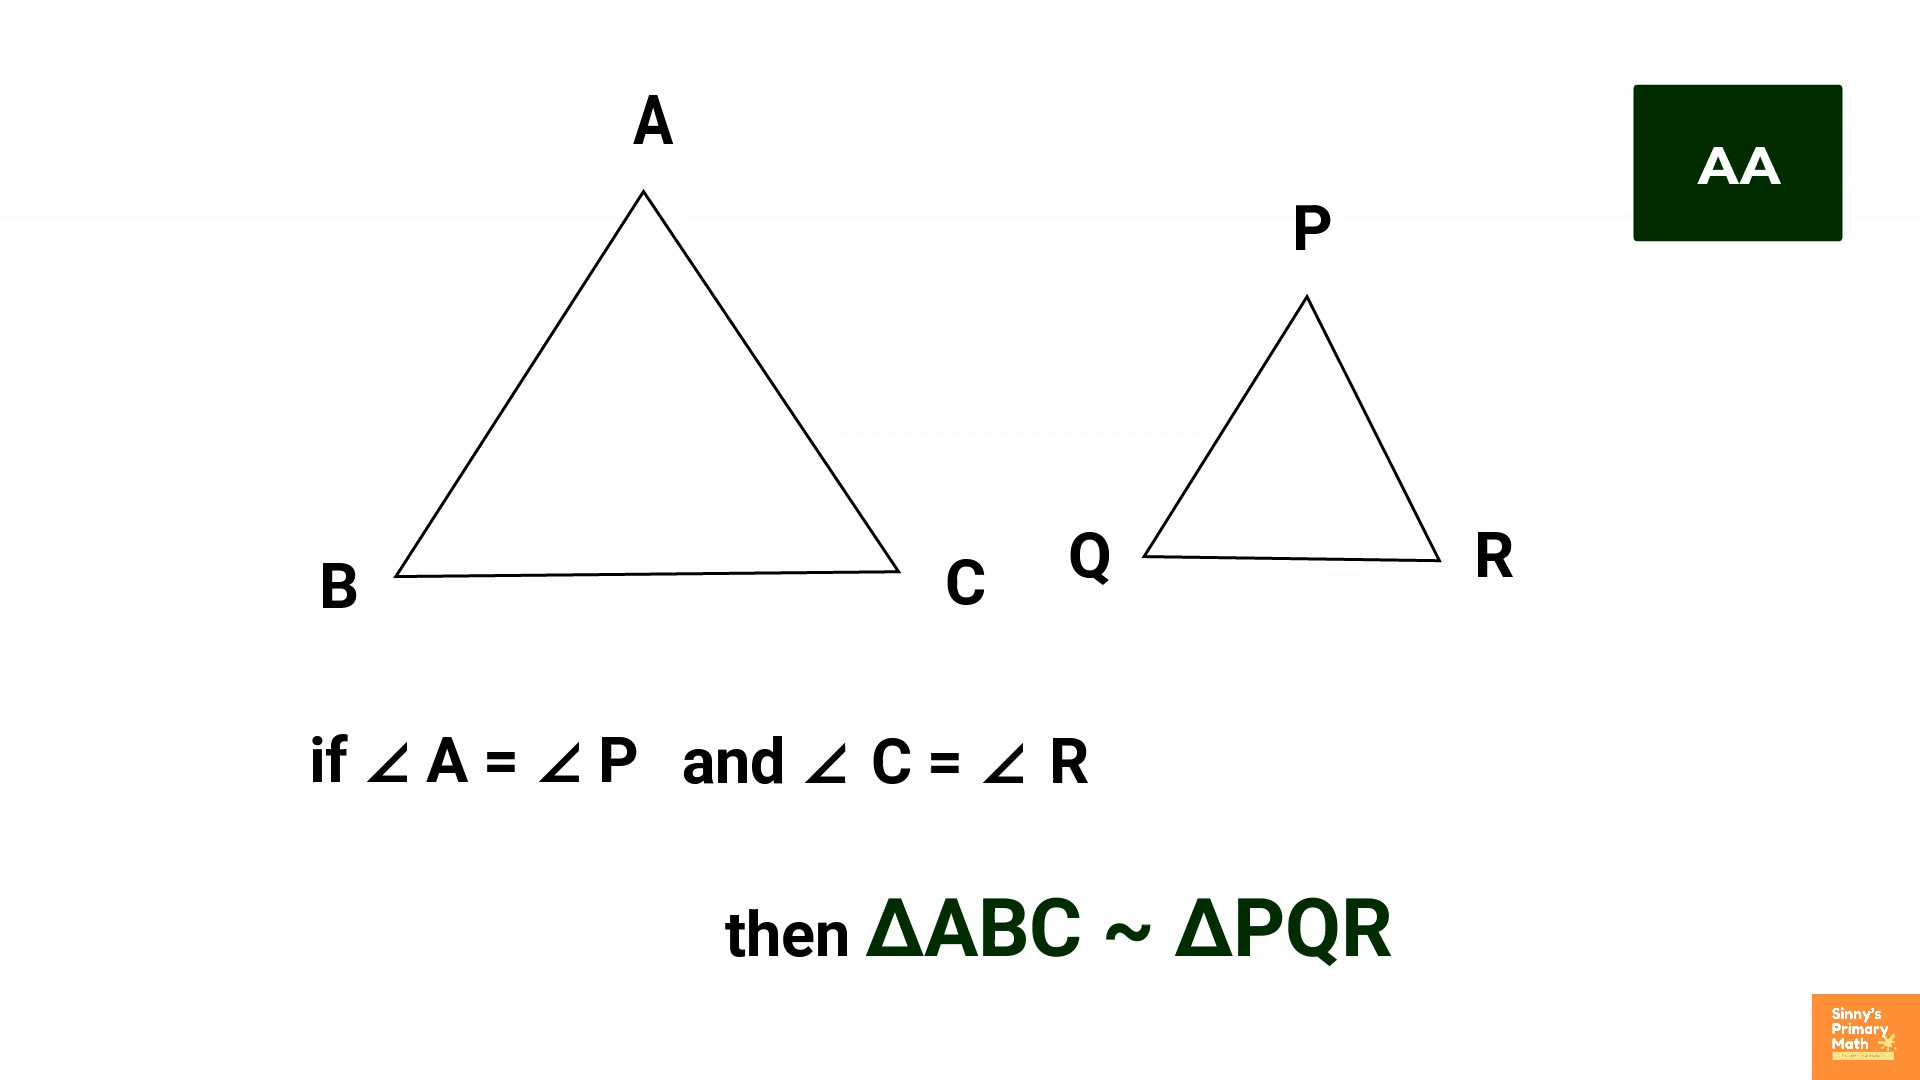 A
AA
P
B
C
Q
R
if ∠ A = ∠ P and ∠ C = ∠ R
then ΔABC ~ ΔPQR
Sinny's
Primary
Math